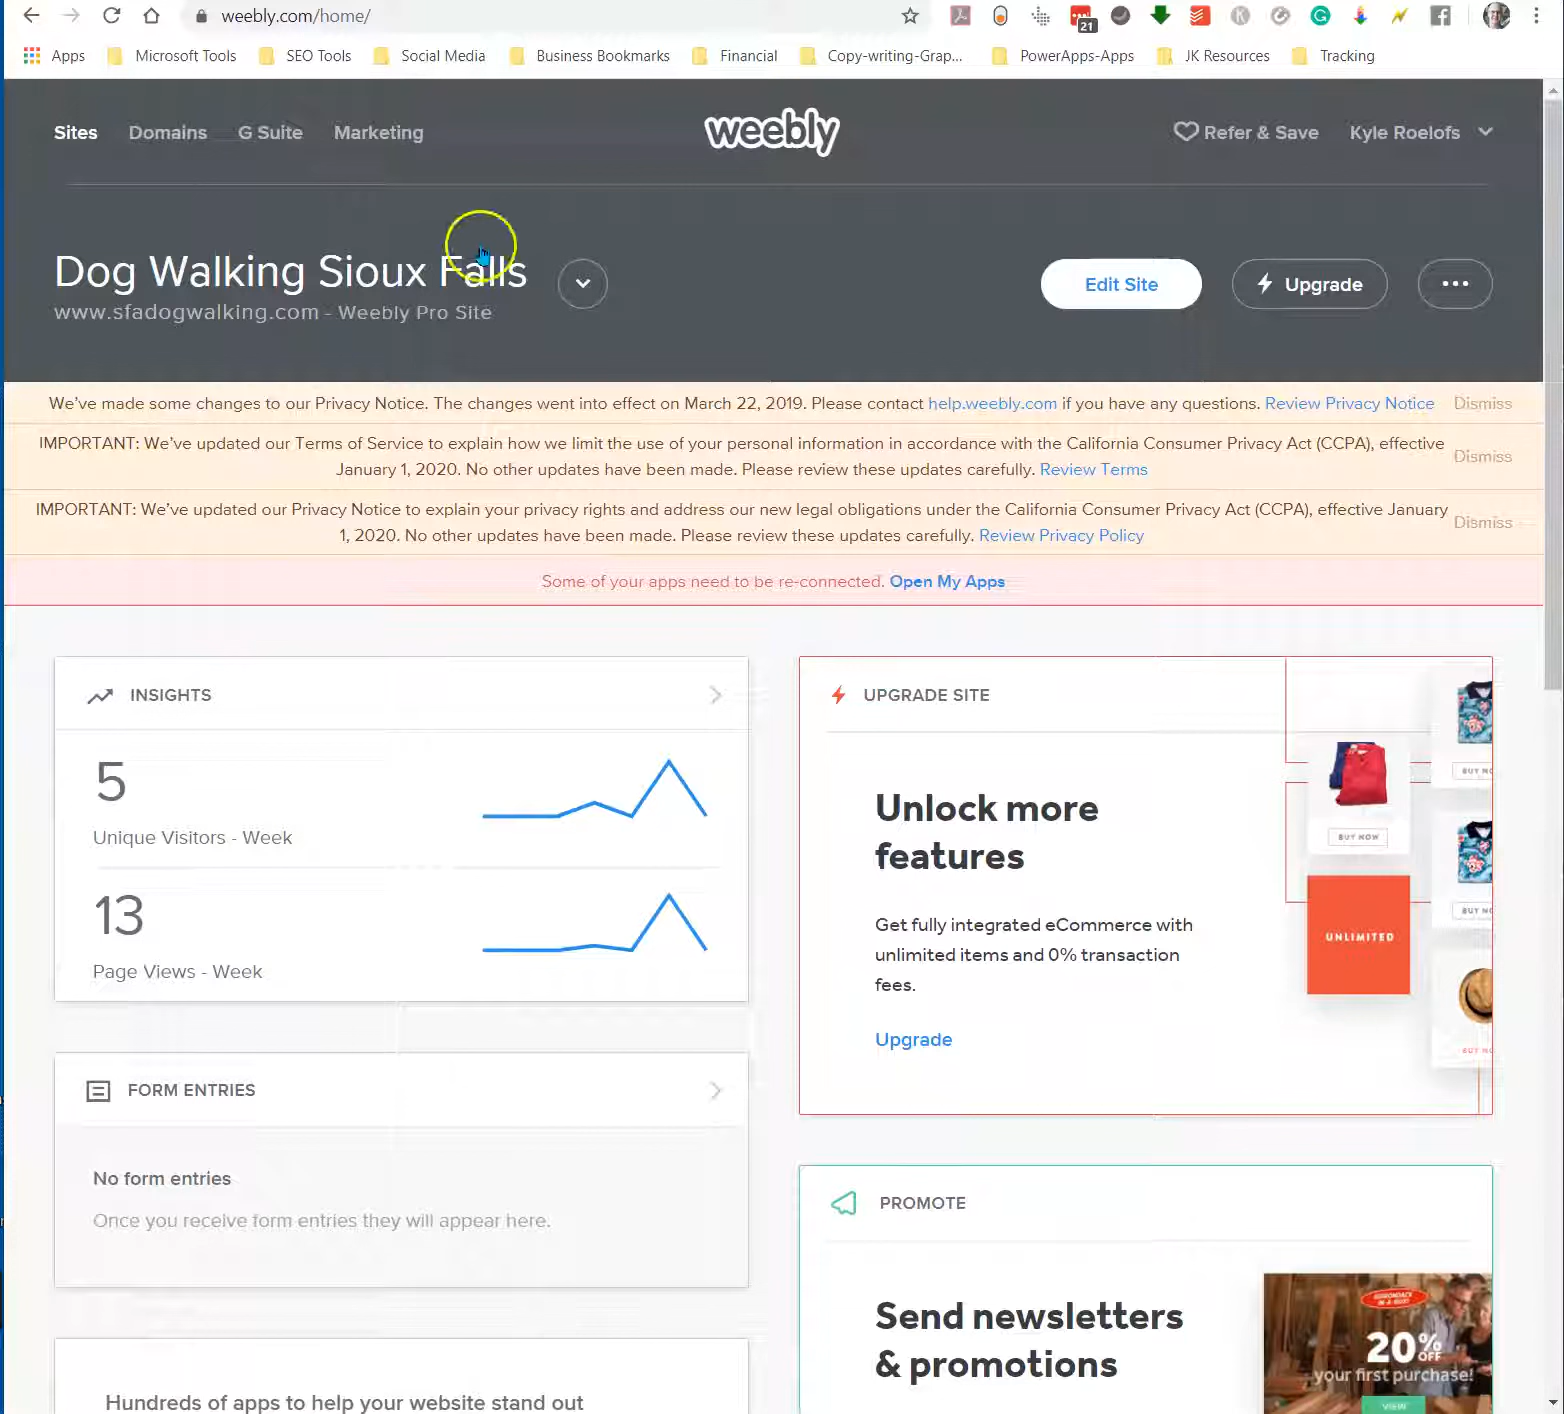 weebly.com/home/
21
Apps
Microsoft Tools
SEO Tools
Social Media
Business Bookmarks
Financial
Copy-writing-Grap...
PowerApps-Apps
JK Resources
Tracking
Sites
Domains
G Suite
Marketing
weebly
Refer & Save
Kyle Roelofs
Dog Walking Sioux Falls
www.sfadogwalking.com - Weebly Pro Site
Edit Site
Upgrade
We've made some changes to our Privacy Notice. The changes went into effect on March 22, 2019. Please contact help.weebly.com if you have any questions. Review Privacy Notice
Dismiss
IMPORTANT: We've updated our Terms of Service to explain how we limit the use of your personal information in accordance with the California Consumer Privacy Act (CCPA), effective
January 1, 2020. No other updates have been made. Please review these updates carefully. Review Terms
Dismiss
IMPORTANT: We've updated our Privacy Notice to explain your privacy rights and address our new legal obligations under the California Consumer Privacy Act (CCPA), effective January
1, 2020. No other updates have been made. Please review these updates carefully. Review Privacy Policy
Dismiss
Some of your apps need to be re-connected. Open My Apps
INSIGHTS
5
Unique Visitors - Week
13
Page Views - Week
FORM ENTRIES
No form entries
Once you receive form entries they will appear here.
Hundreds of apps to help your website stand out
UPGRADE SITE
Unlock more
features
Get fully integrated eCommerce with
unlimited items and 0% transaction
fees.
Upgrade
BUY NOW
UNLIMITED
BUY NO
BUY NO
BUY NO
PROMOTE
Send newsletters
& promotions
20% OFF
your first purchase!
VIEW